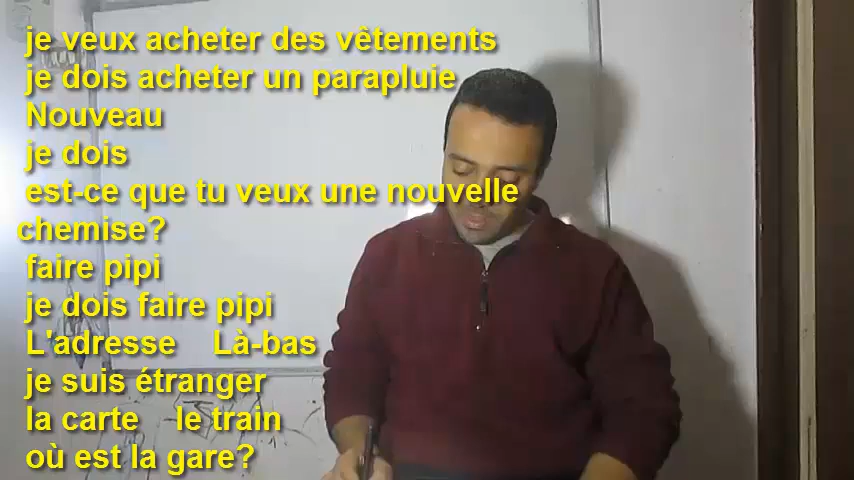 je veux acheter des vêtements
je dois acheter un parapluie
Nouveau
je dois
est-ce que tu veux une nouvelle
chemise?
faire pipi
je dois faire pipi
L'adresse    Là-bas
je suis étranger
la carte    le train
où est la gare?